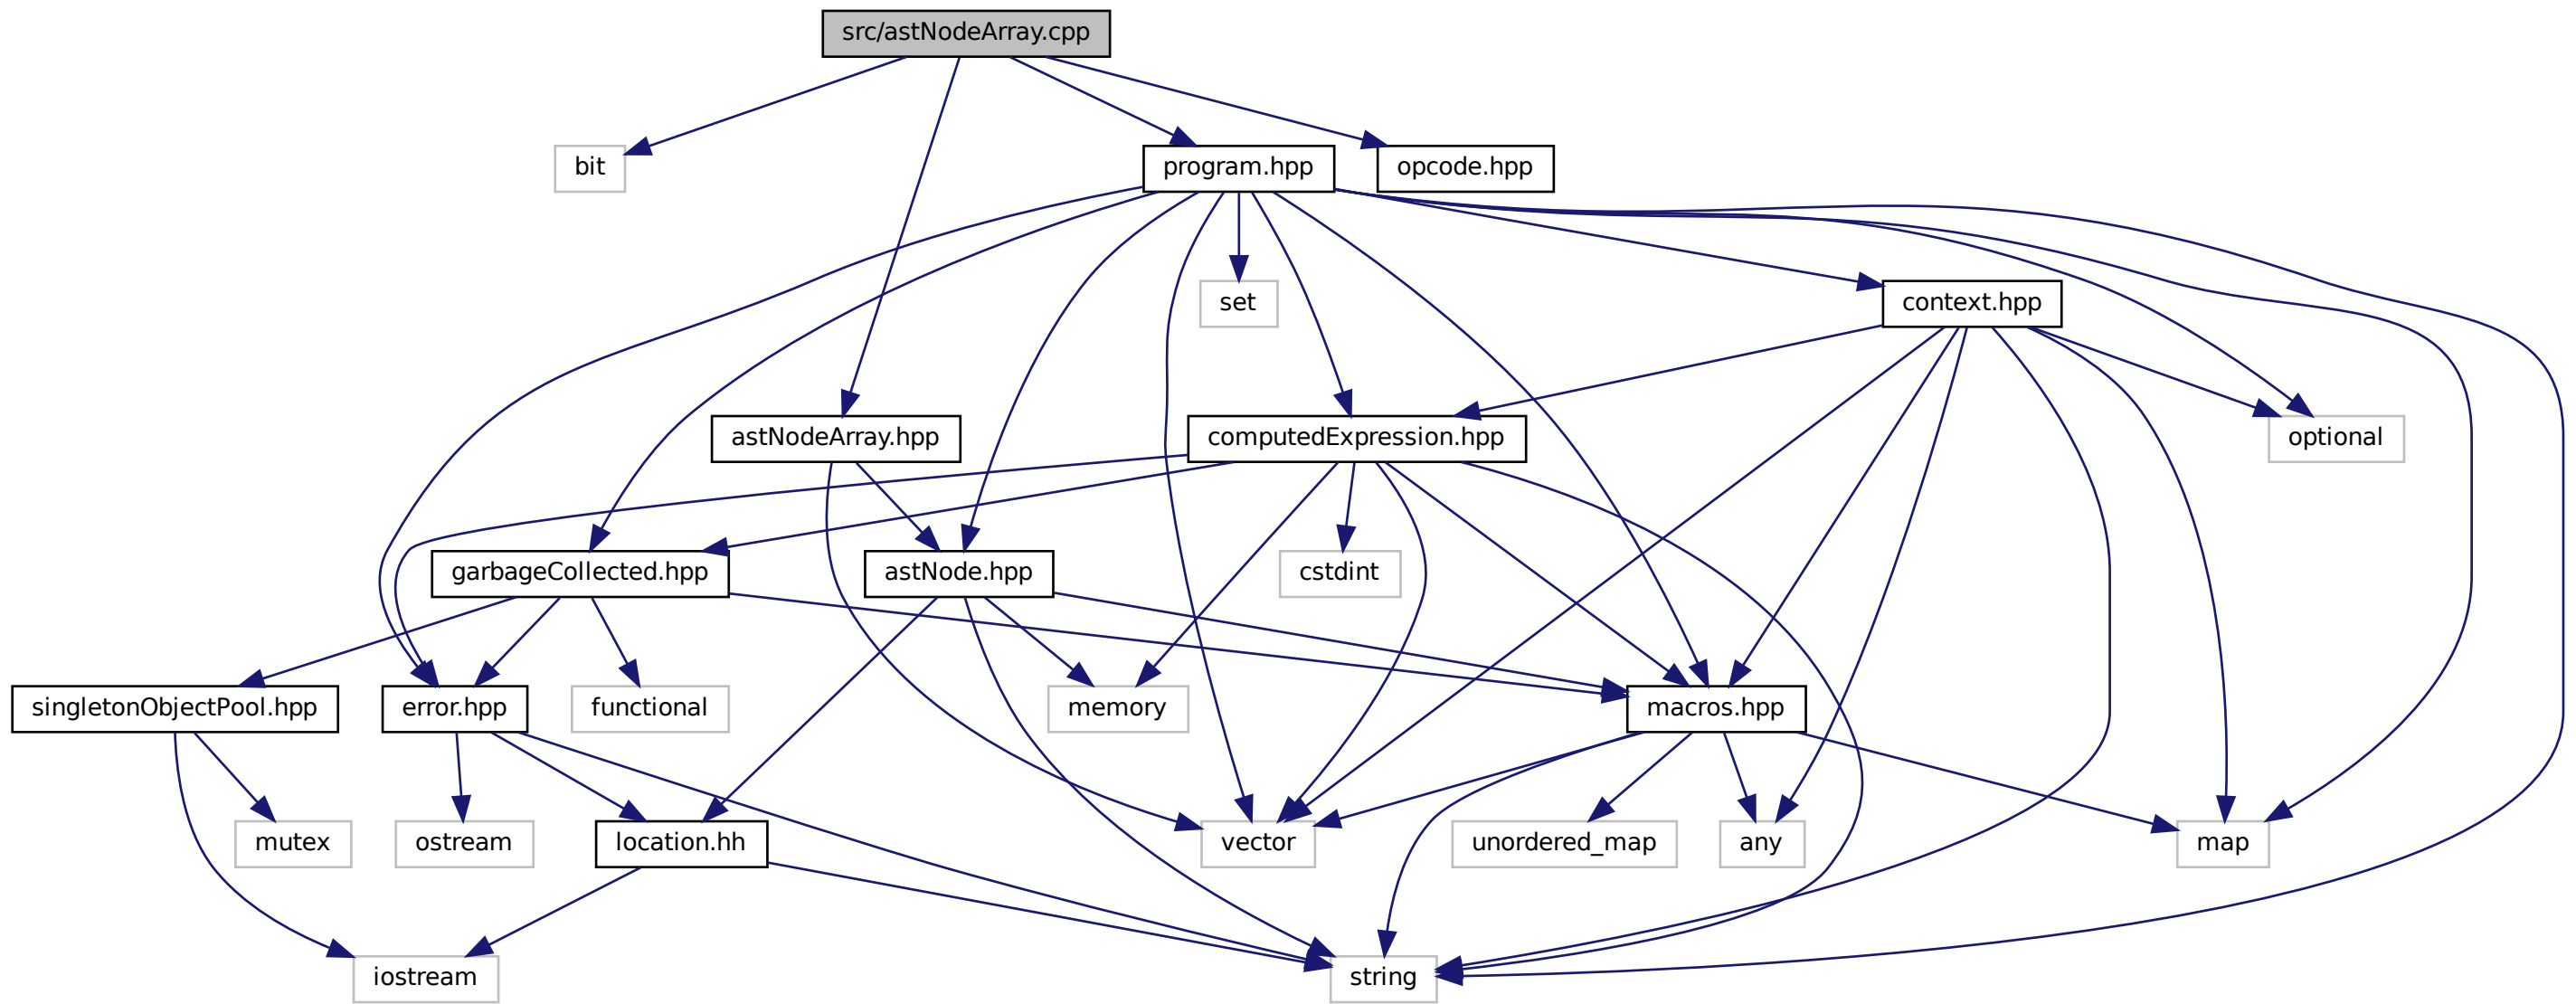 src/astNodeArray.cpp
bit
program.hpp
opcode.hpp
set
context.hpp
astNodeArray.hpp
computedExpression.hpp
optional
garbageCollected.hpp
astNode.hpp
cstdint
singletonObjectPool.hpp
error.hpp
functional
memory
macros.hpp
mutex
ostream
location.hh
vector
unordered_map
any
map
iostream
string